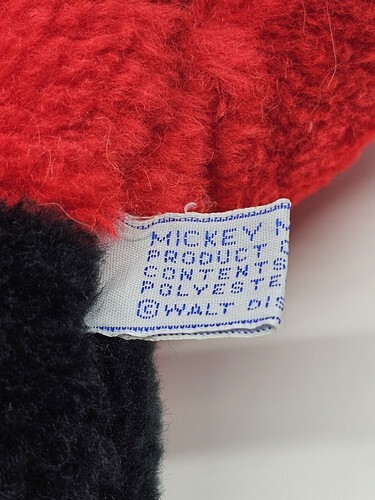 MICKEY M
PRODUCT
CONTENTS
POLYESTE
©WALT DIS